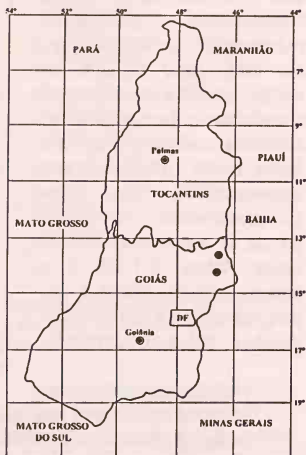 54° 50° 48° 46° 44°
PARÁ MARANHÃO
7°
9°
Palmas PIAUÍ
11°
TOCANTINS
MATO GROSSO BAHIA
13°
GOIÁS
15°
DF
Goiânia
17°
19°
MATO GROSSO MINAS GERAIS
DO SUL